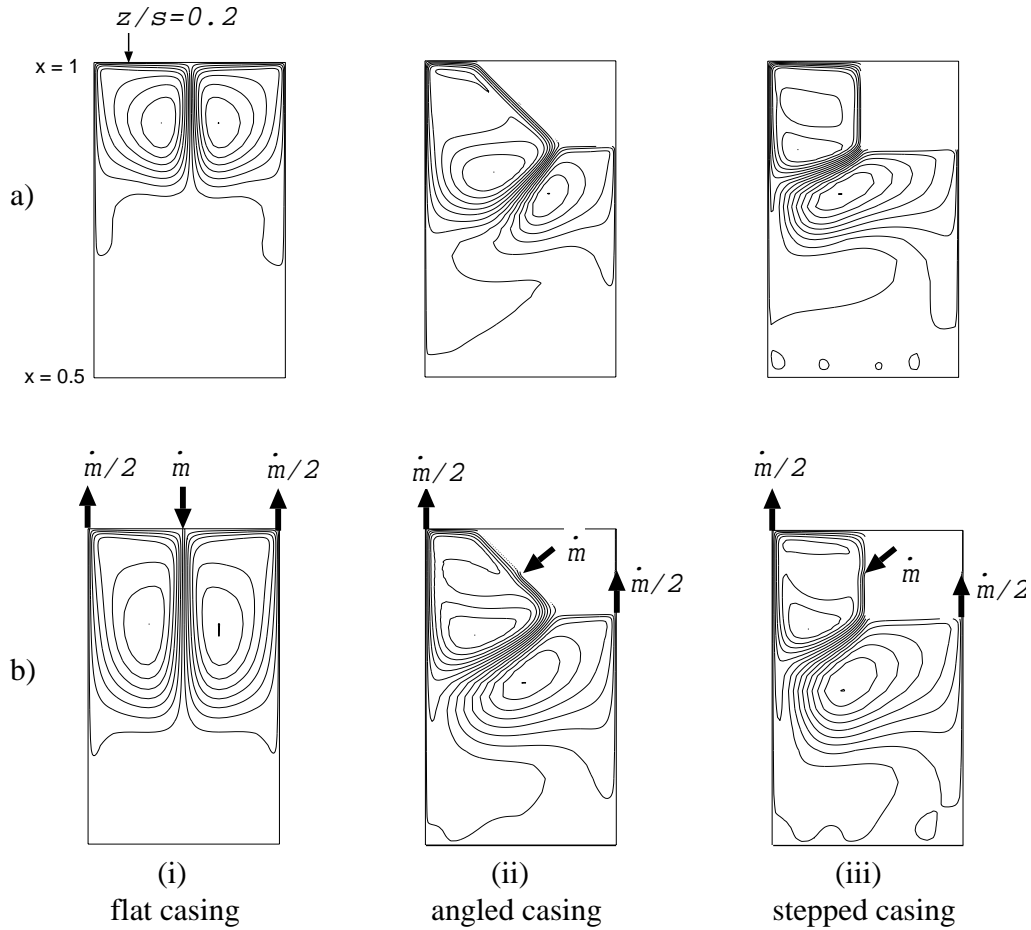 z/s=0.2
x = 1
a)
x = 0.5
ṁ/2 ṁ ṁ/2
ṁ/2 ṁ ṁ/2
ṁ/2 ṁ ṁ/2
b)
(i) (ii) (iii)
flat casing angled casing stepped casing